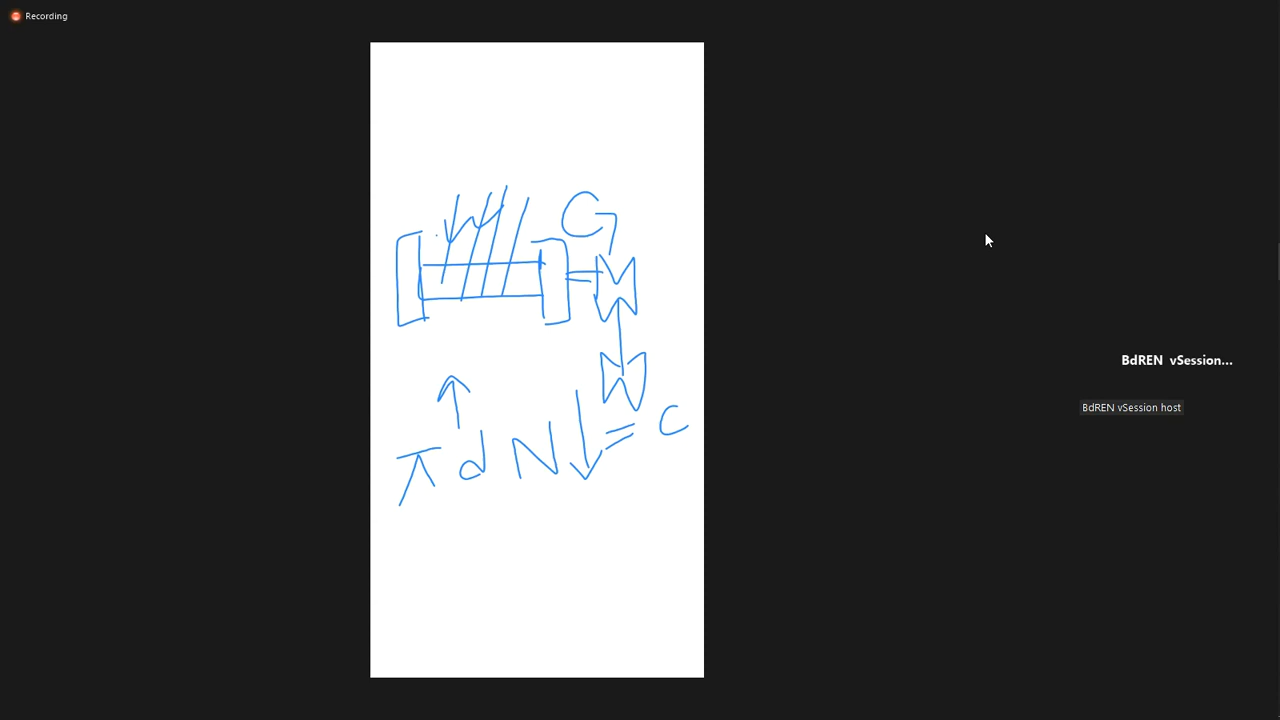 Recording
G
BdREN vSession...
BdREN vSession host
π d N = C